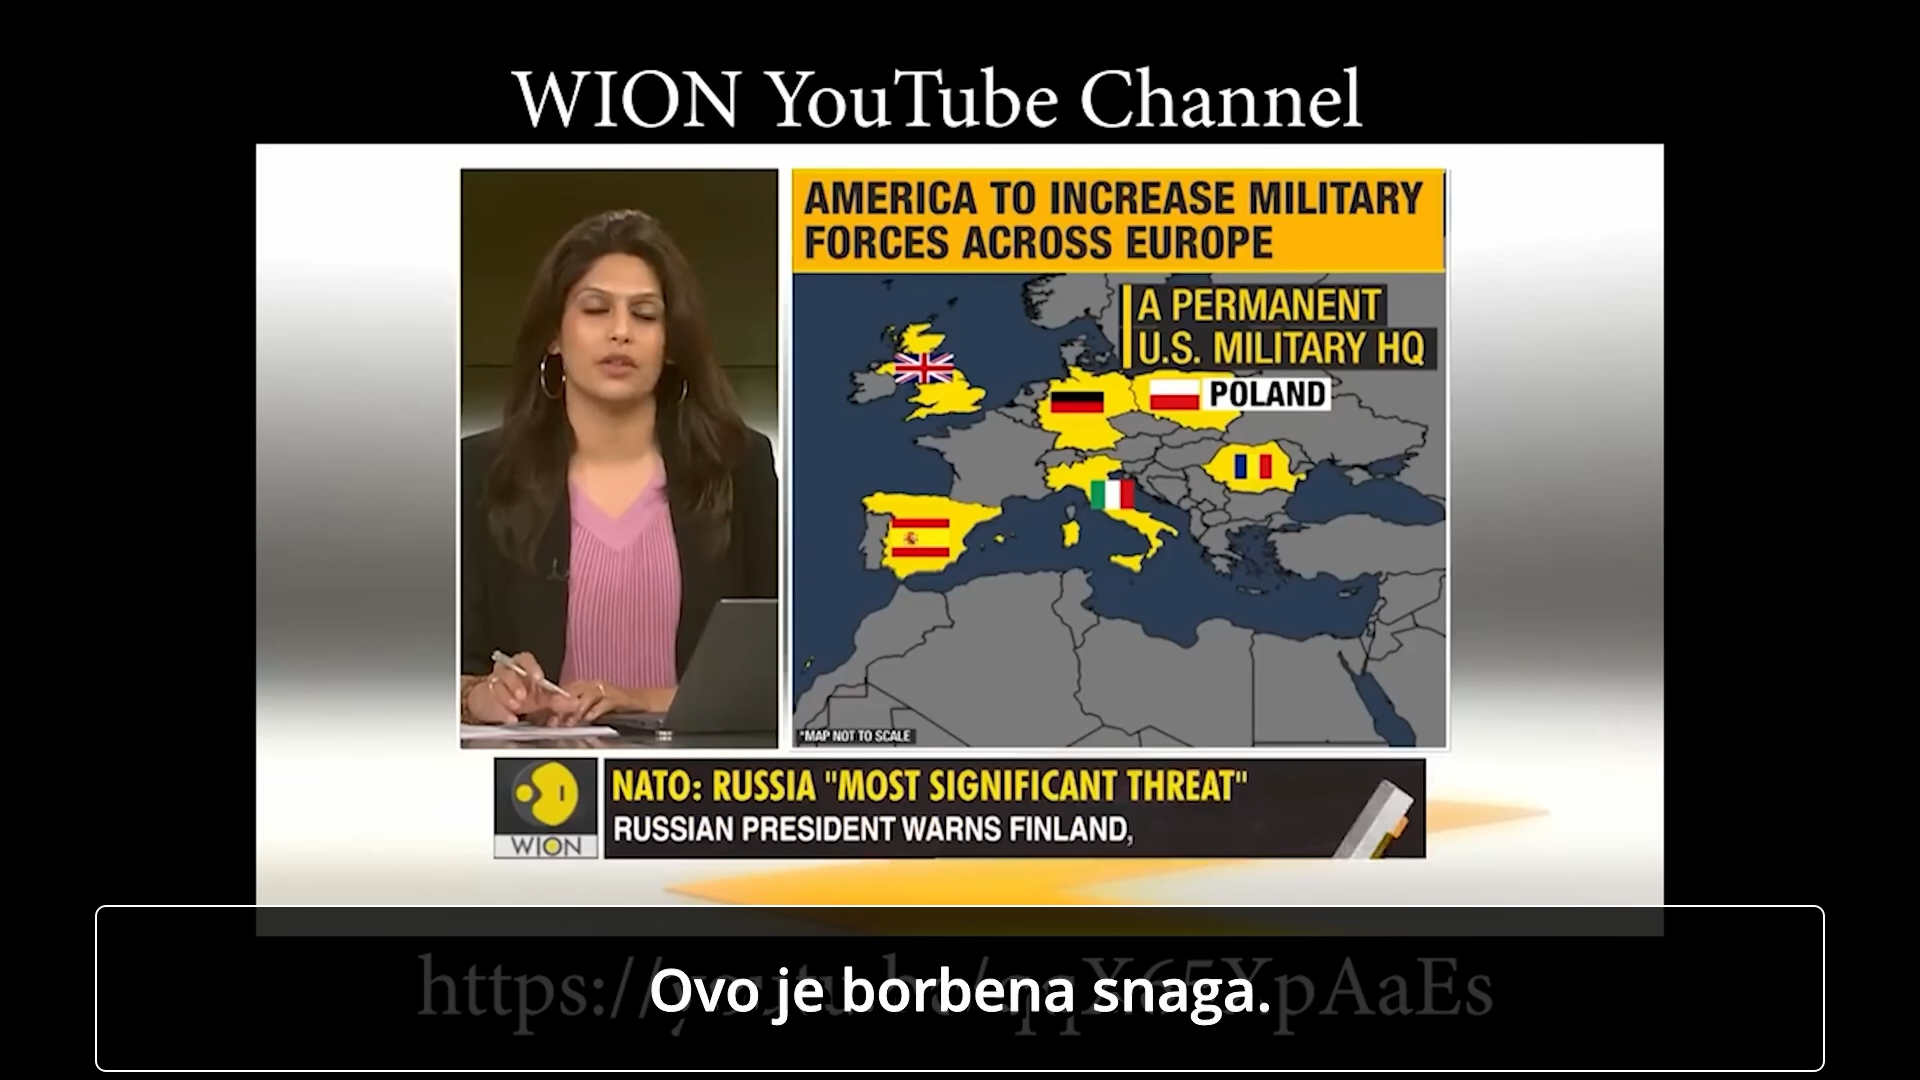 WION YouTube Channel
AMERICA TO INCREASE MILITARY
FORCES ACROSS EUROPE
A PERMANENT
U.S. MILITARY HQ
POLAND
*MAP NOT TO SCALE
NATO: RUSSIA "MOST SIGNIFICANT THREAT"
RUSSIAN PRESIDENT WARNS FINLAND,
WION
Ovo je borbena snaga.